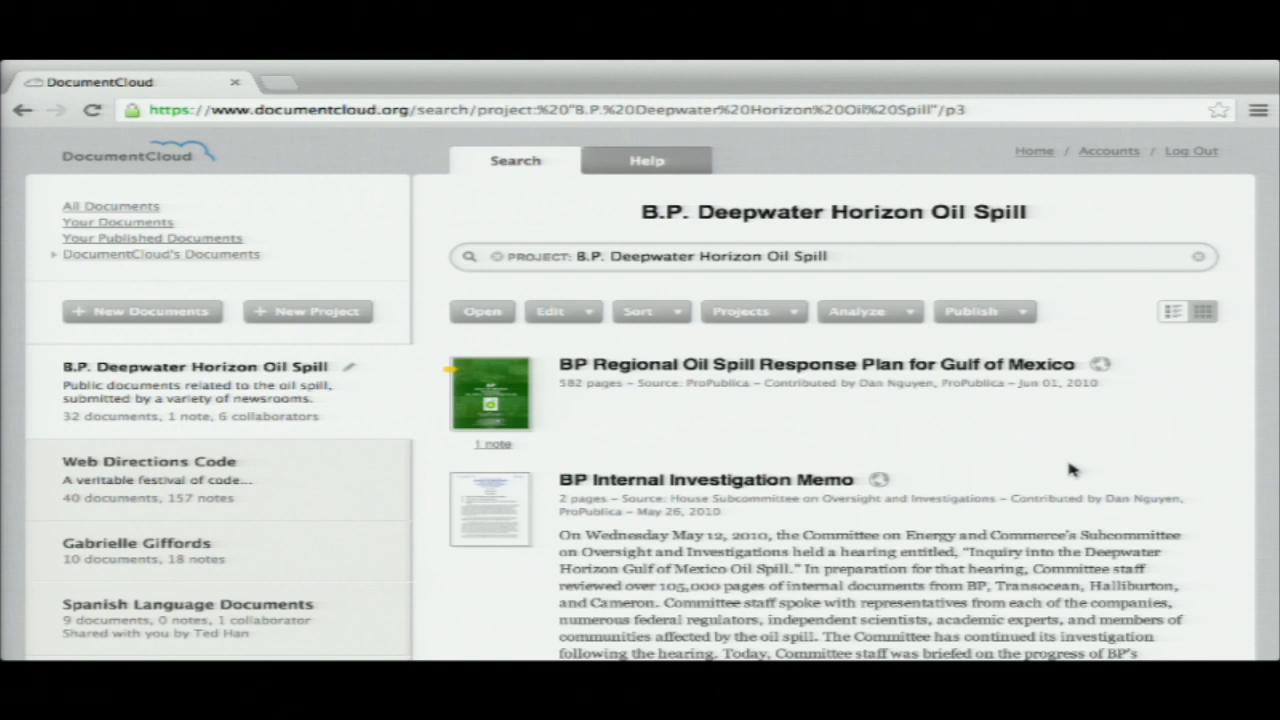 DocumentCloud
https://www.documentcloud.org/search/project:%20"B.P.%20Deepwater%20Horizon%20Oil%20Spill"/p3
DocumentCloud
Search
Help
Home / Accounts / Log Out
All Documents
Your Documents
Your Published Documents
DocumentCloud's Documents
+ New Documents
+ New Project
B.P. Deepwater Horizon Oil Spill
Public documents related to the oil spill,
submitted by a variety of newsrooms.
32 documents, 1 note, 6 collaborators
Web Directions Code
A veritable festival of code...
40 documents, 157 notes
Gabrielle Giffords
10 documents, 18 notes
Spanish Language Documents
9 documents, 0 notes, 1 collaborator
Shared with you by Ted Han
B.P. Deepwater Horizon Oil Spill
PROJECT: B.P. Deepwater Horizon Oil Spill
Open
Edit
Sort
Projects
Analyze
Publish
BP Regional Oil Spill Response Plan for Gulf of Mexico
582 pages – Source: ProPublica – Contributed by Dan Nguyen, ProPublica – Jun 01, 2010
1 note
BP Internal Investigation Memo
2 pages – Source: House Subcommittee on Oversight and Investigations – Contributed by Dan Nguyen,
ProPublica – May 26, 2010
On Wednesday May 12, 2010, the Committee on Energy and Commerce's Subcommittee
on Oversight and Investigations held a hearing entitled, "Inquiry into the Deepwater
Horizon Gulf of Mexico Oil Spill." In preparation for that hearing, Committee staff
reviewed over 105,000 pages of internal documents from BP, Transocean, Halliburton,
and Cameron. Committee staff spoke with representatives from each of the companies,
numerous federal regulators, independent scientists, academic experts, and members of
communities affected by the oil spill. The Committee has continued its investigation
following the hearing. Today, Committee staff was briefed on the progress of BP's